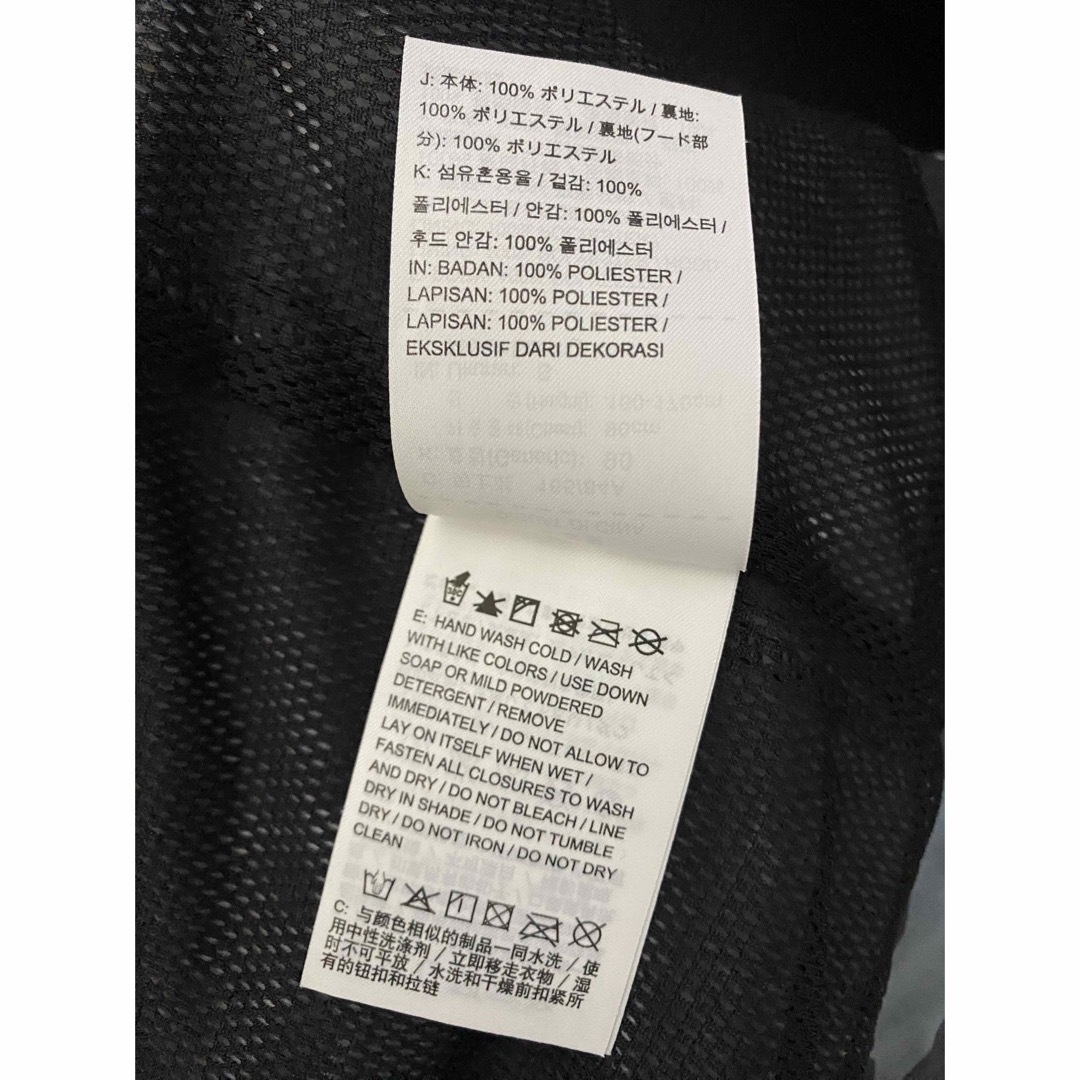 J: 本体: 100% ポリエステル / 裏地:
100% ポリエステル / 裏地(フード部
分): 100% ポリエステル
K: 섬유혼용율 / 겉감: 100%
폴리에스터 / 안감: 100% 폴리에스터 /
후드 안감: 100% 폴리에스터
IN: BADAN: 100% POLIESTER /
LAPISAN: 100% POLIESTER /
LAPISAN: 100% POLIESTER /
EKSKLUSIF DARI DEKORASI
E: HAND WASH COLD / WASH
WITH LIKE COLORS / USE DOWN
SOAP OR MILD POWDERED
DETERGENT / REMOVE
IMMEDIATELY / DO NOT ALLOW TO
LAY ON ITSELF WHEN WET /
FASTEN ALL CLOSURES TO WASH
AND DRY / DO NOT BLEACH / LINE
DRY IN SHADE / DO NOT TUMBLE
DRY / DO NOT IRON / DO NOT DRY
CLEAN
C: 与颜色相似的制品一同水洗 / 使
用中性洗涤剂 / 立即移走衣物 / 湿
时不可平放 / 水洗和干燥前扣紧所
有的钮扣和拉链